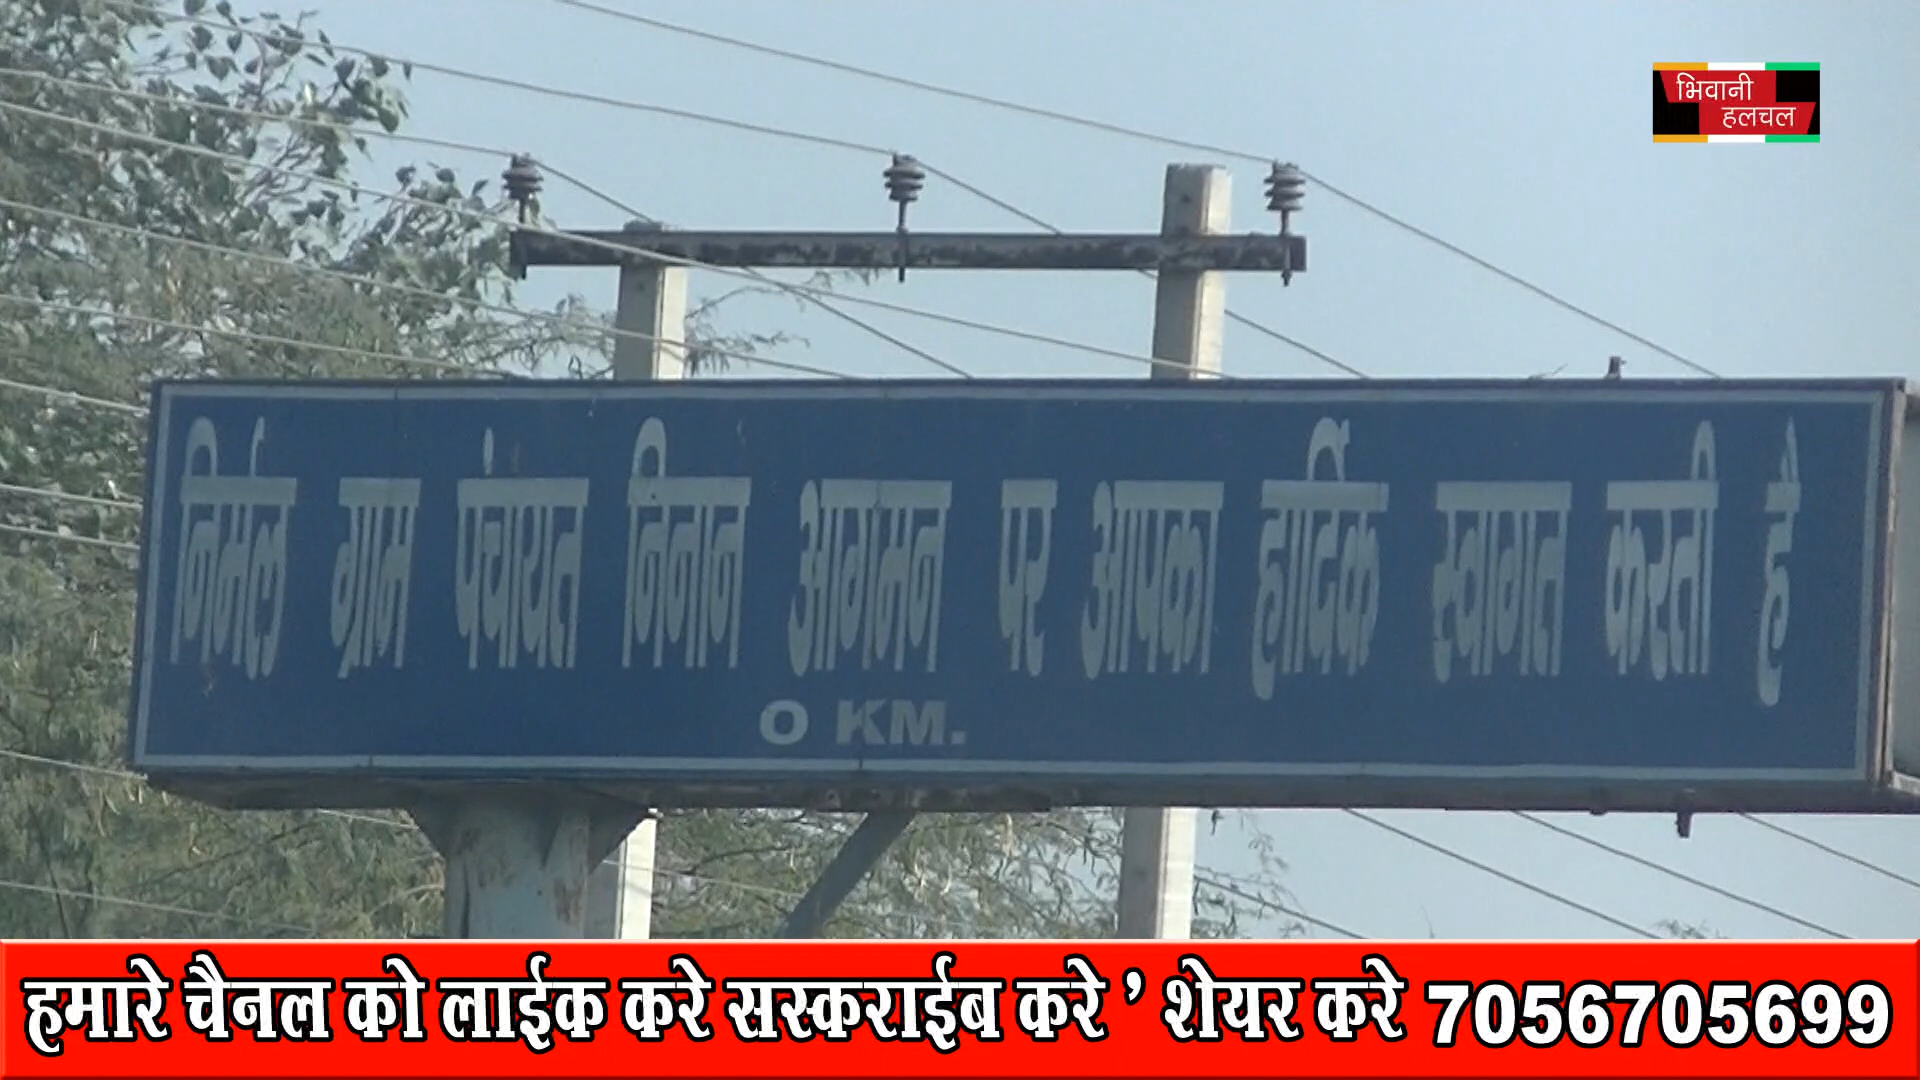 भिवानी
हलचल
निर्मल ग्राम पंचायत निनान आगमन पर आपका हार्दिक स्वागत करती है
0 KM.
हमारे चैनल को लाईक करे सस्कराईब करे ’ शेयर करे 7056705699